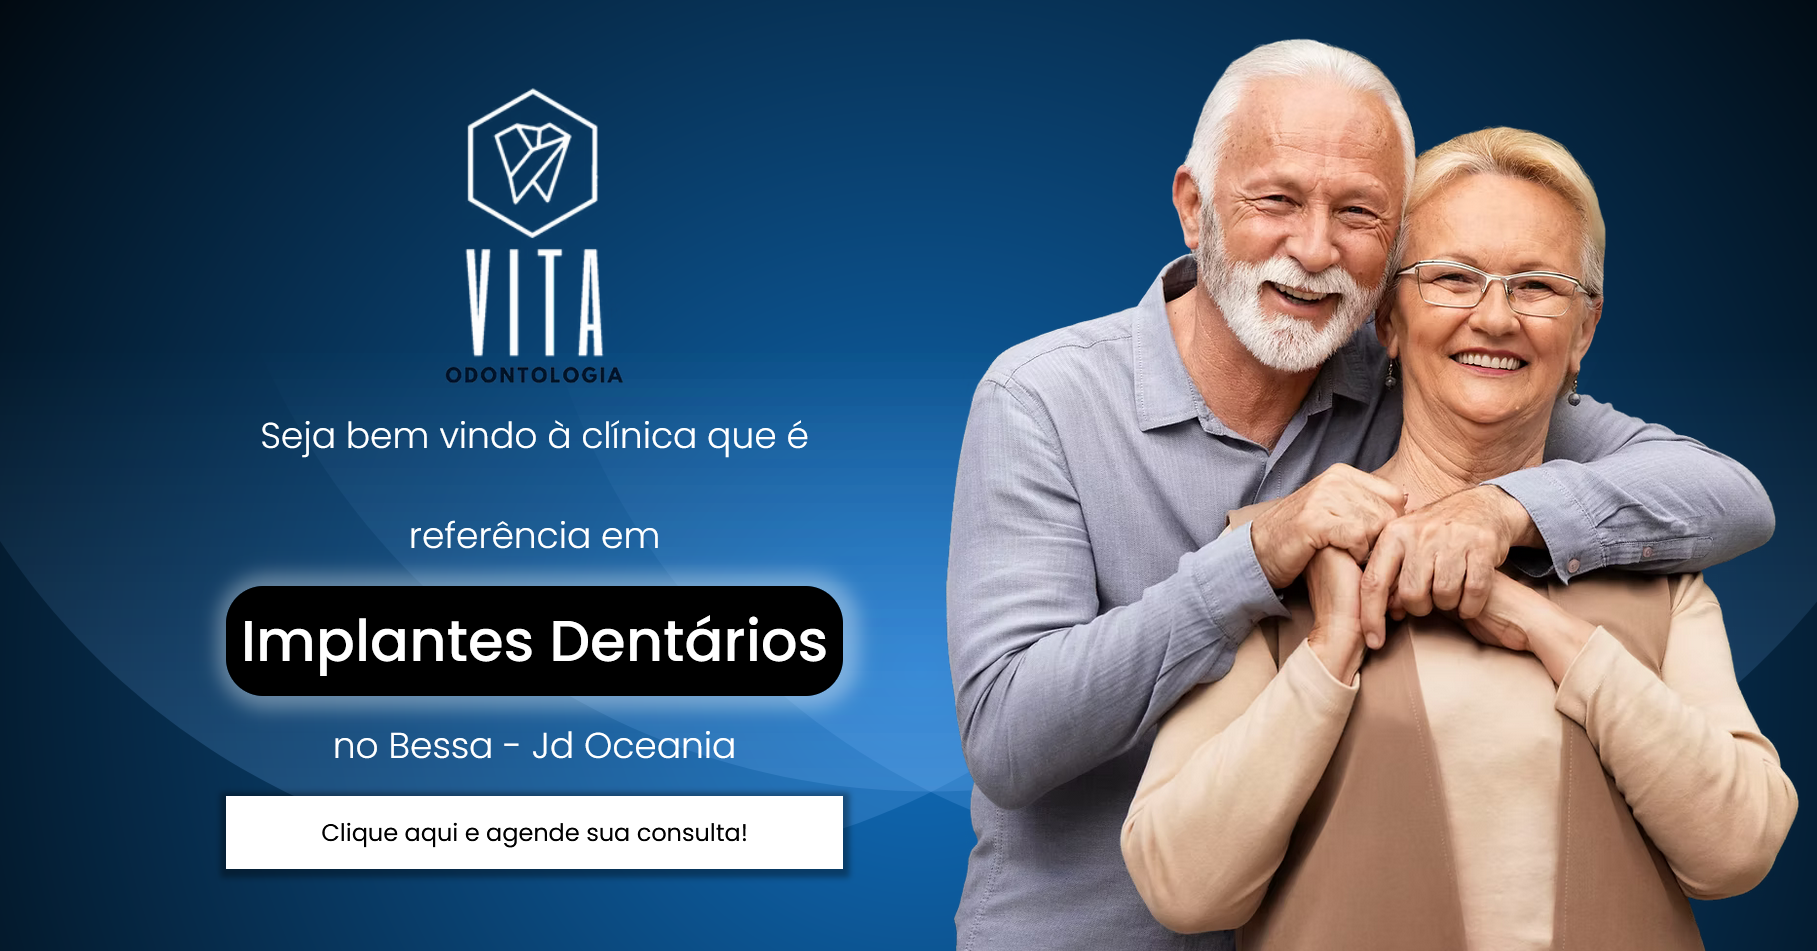 VITA
ODONTOLOGIA
Seja bem vindo à clínica que é
referência em
Implantes Dentários
no Bessa - Jd Oceania
Clique aqui e agende sua consulta!